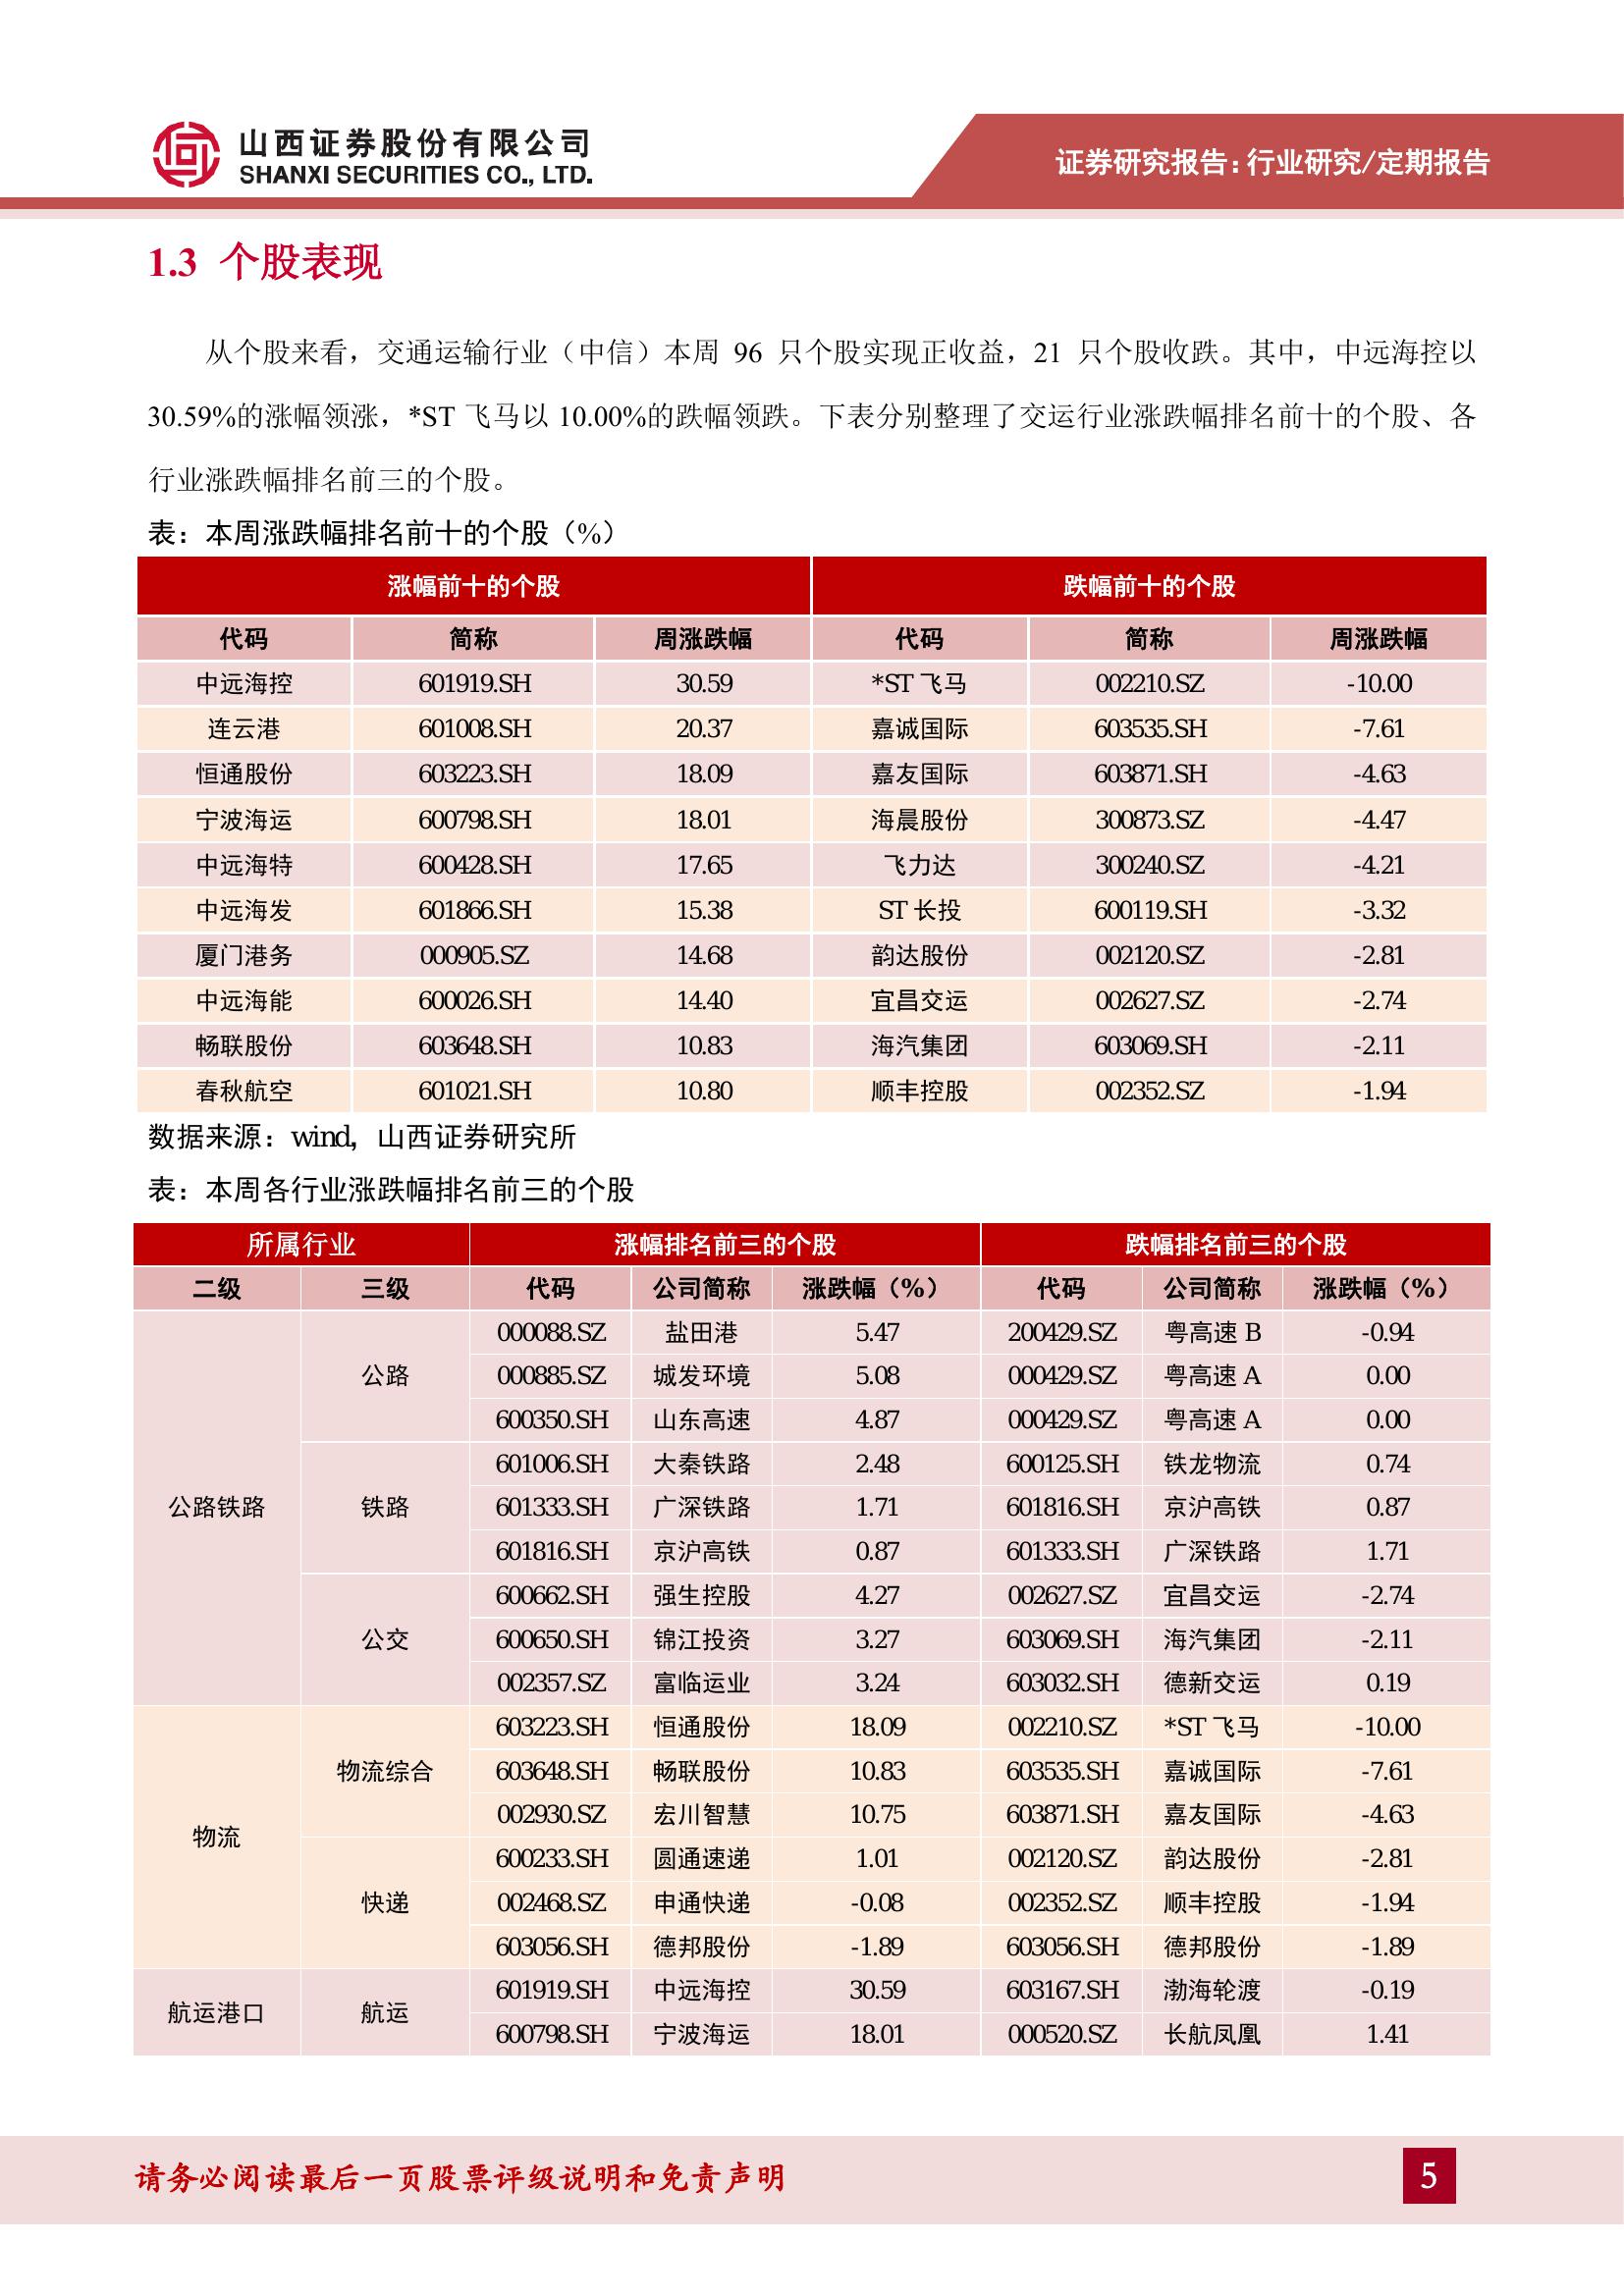 山西证券股份有限公司
SHANXI SECURITIES CO., LTD.
证券研究报告：行业研究/定期报告
1.3 个股表现
从个股来看，交通运输行业（中信）本周 96 只个股实现正收益，21 只个股收跌。其中，中远海控以
30.59%的涨幅领涨，*ST 飞马以 10.00%的跌幅领跌。下表分别整理了交运行业涨跌幅排名前十的个股、各
行业涨跌幅排名前三的个股。
表：本周涨跌幅排名前十的个股（%）
涨幅前十的个股 跌幅前十的个股
代码 简称 周涨跌幅 代码 简称 周涨跌幅
中远海控 601919.SH 30.59 *ST 飞马 002210.SZ -10.00
连云港 601008.SH 20.37 嘉诚国际 603535.SH -7.61
恒通股份 603223.SH 18.09 嘉友国际 603871.SH -4.63
宁波海运 600798.SH 18.01 海晨股份 300873.SZ -4.47
中远海特 600428.SH 17.65 飞力达 300240.SZ -4.21
中远海发 601866.SH 15.38 ST 长投 600119.SH -3.32
厦门港务 000905.SZ 14.68 韵达股份 002120.SZ -2.81
中远海能 600026.SH 14.40 宜昌交运 002627.SZ -2.74
畅联股份 603648.SH 10.83 海汽集团 603069.SH -2.11
春秋航空 601021.SH 10.80 顺丰控股 002352.SZ -1.94
数据来源：wind，山西证券研究所
表：本周各行业涨跌幅排名前三的个股
所属行业 涨幅排名前三的个股 跌幅排名前三的个股
二级 三级 代码 公司简称 涨跌幅（%） 代码 公司简称 涨跌幅（%）
公路铁路 公路 000088.SZ 盐田港 5.47 200429.SZ 粤高速 B -0.94
000885.SZ 城发环境 5.08 000429.SZ 粤高速 A 0.00
600350.SH 山东高速 4.87 000429.SZ 粤高速 A 0.00
铁路 601006.SH 大秦铁路 2.48 600125.SH 铁龙物流 0.74
601333.SH 广深铁路 1.71 601816.SH 京沪高铁 0.87
601816.SH 京沪高铁 0.87 601333.SH 广深铁路 1.71
公交 600662.SH 强生控股 4.27 002627.SZ 宜昌交运 -2.74
600650.SH 锦江投资 3.27 603069.SH 海汽集团 -2.11
002357.SZ 富临运业 3.24 603032.SH 德新交运 0.19
物流 物流综合 603223.SH 恒通股份 18.09 002210.SZ *ST 飞马 -10.00
603648.SH 畅联股份 10.83 603535.SH 嘉诚国际 -7.61
002930.SZ 宏川智慧 10.75 603871.SH 嘉友国际 -4.63
快递 600233.SH 圆通速递 1.01 002120.SZ 韵达股份 -2.81
002468.SZ 申通快递 -0.08 002352.SZ 顺丰控股 -1.94
603056.SH 德邦股份 -1.89 603056.SH 德邦股份 -1.89
航运港口 航运 601919.SH 中远海控 30.59 603167.SH 渤海轮渡 -0.19
600798.SH 宁波海运 18.01 000520.SZ 长航凤凰 1.41
请务必阅读最后一页股票评级说明和免责声明
5